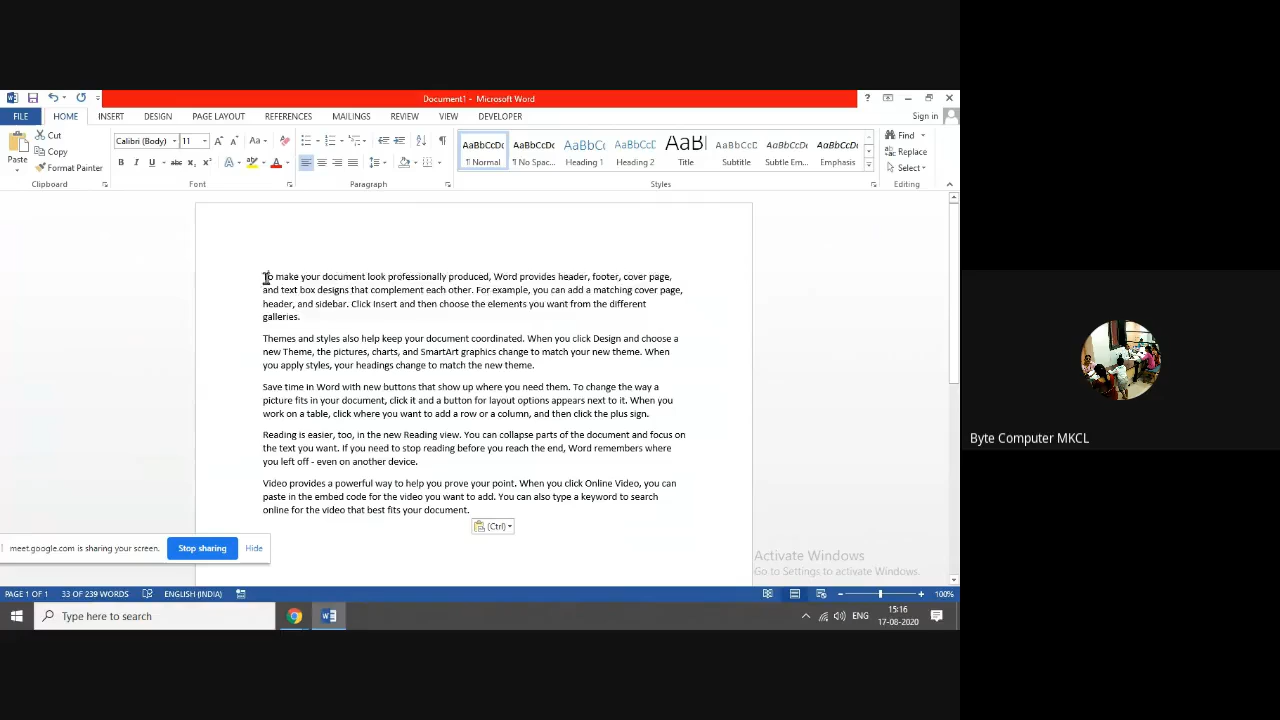 Document1 - Microsoft Word
?
FILE HOME INSERT DESIGN PAGE LAYOUT REFERENCES MAILINGS REVIEW VIEW DEVELOPER Sign in
Paste
Cut
Copy
Format Painter
Clipboard
Calibri (Body) 11
Font
Paragraph
AaBbCcDc AaBbCcDc AaBbCc AaBbCcD AaBl AaBbCcD AaBbCcDc AaBbCcDc
¶ Normal ¶ No Spac... Heading 1 Heading 2 Title Subtitle Subtle Em... Emphasis
Styles
Find
Replace
Select
Editing
To make your document look professionally produced, Word provides header, footer, cover page,
and text box designs that complement each other. For example, you can add a matching cover page,
header, and sidebar. Click Insert and then choose the elements you want from the different
galleries.
Themes and styles also help keep your document coordinated. When you click Design and choose a
new Theme, the pictures, charts, and SmartArt graphics change to match your new theme. When
you apply styles, your headings change to match the new theme.
Save time in Word with new buttons that show up where you need them. To change the way a
picture fits in your document, click it and a button for layout options appears next to it. When you
work on a table, click where you want to add a row or a column, and then click the plus sign.
Reading is easier, too, in the new Reading view. You can collapse parts of the document and focus on
the text you want. If you need to stop reading before you reach the end, Word remembers where
you left off - even on another device.
Video provides a powerful way to help you prove your point. When you click Online Video, you can
paste in the embed code for the video you want to add. You can also type a keyword to search
online for the video that best fits your document.
(Ctrl)
meet.google.com is sharing your screen. Stop sharing Hide
Activate Windows
Go to Settings to activate Windows.
PAGE 1 OF 1 33 OF 239 WORDS ENGLISH (INDIA) 100%
Type here to search
ENG
15:16
17-08-2020
Byte Computer MKCL